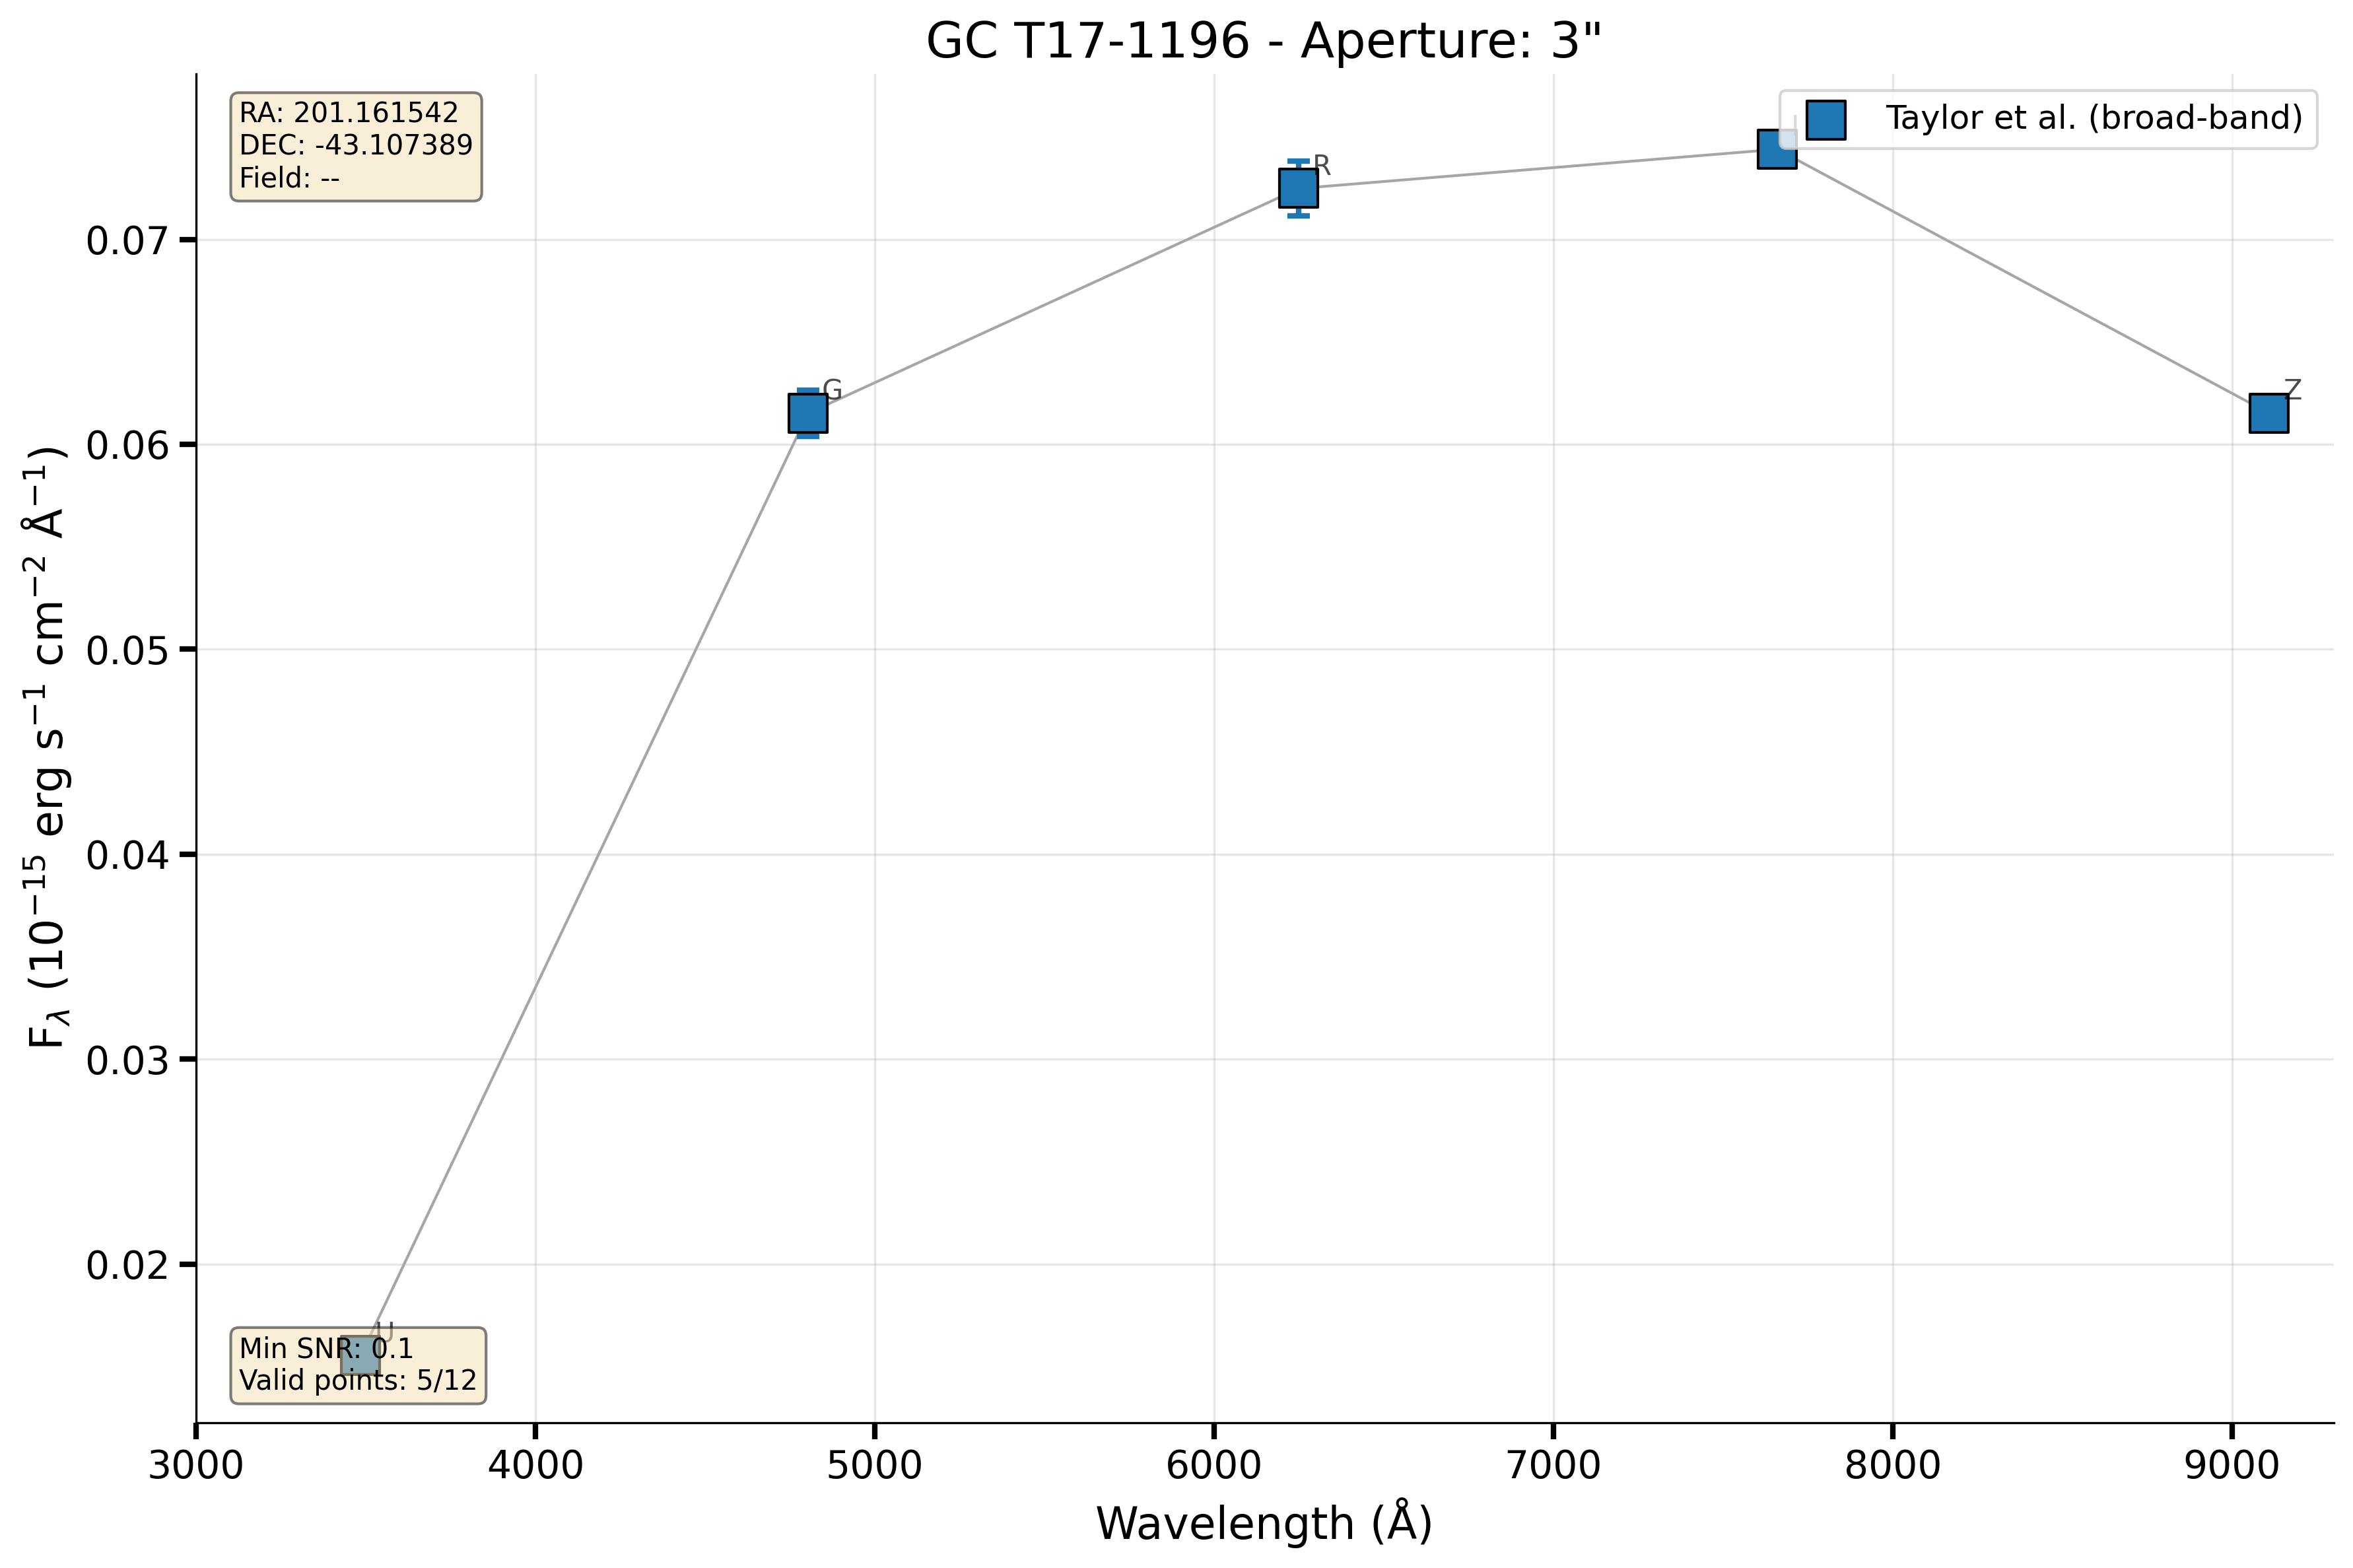 GC T17-1196 - Aperture: 3"
RA: 201.161542
DEC: -43.107389
Field: --
Taylor et al. (broad-band)
I
R
G
Z
U
Min SNR: 0.1
Valid points: 5/12
0.07
0.06
0.05
0.04
0.03
0.02
F_λ (10⁻¹⁵ erg s⁻¹ cm⁻² Å⁻¹)
3000 4000 5000 6000 7000 8000 9000
Wavelength (Å)